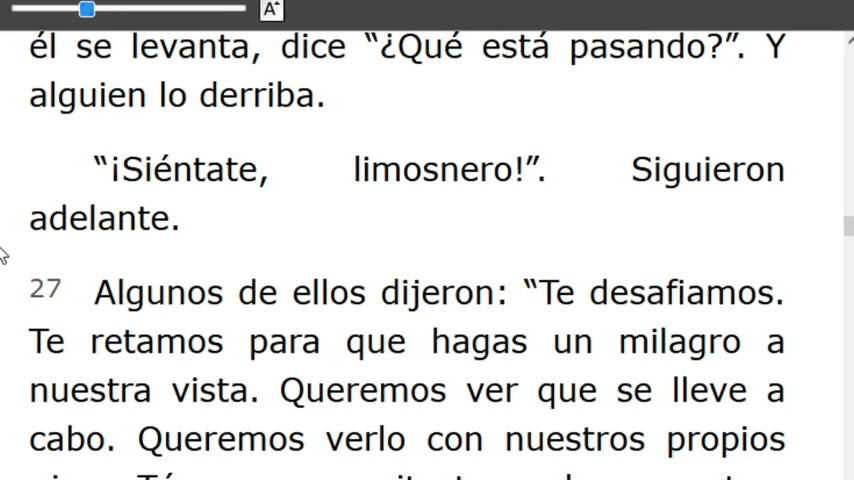 A
él se levanta, dice “¿Qué está pasando?”. Y
alguien lo derriba.
“¡Siéntate, limosnero!”. Siguieron
adelante.
27 Algunos de ellos dijeron: “Te desafiamos.
Te retamos para que hagas un milagro a
nuestra vista. Queremos ver que se lleve a
cabo. Queremos verlo con nuestros propios